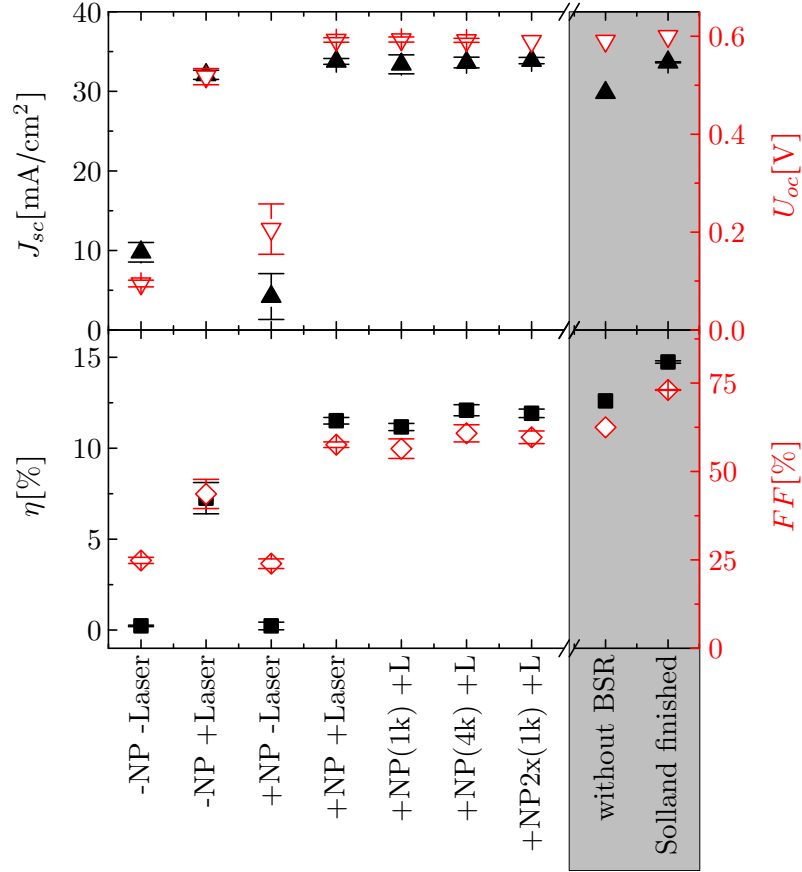 40
30
20
10
0
J_sc[mA/cm²]
0.6
0.4
0.2
0.0
U_oc[V]
15
10
5
0
η[%]
75
50
25
0
FF[%]
-NP -Laser
-NP +Laser
+NP -Laser
+NP +Laser
+NP(1k) +L
+NP(4k) +L
+NP2x(1k) +L
without BSR
Solland finished